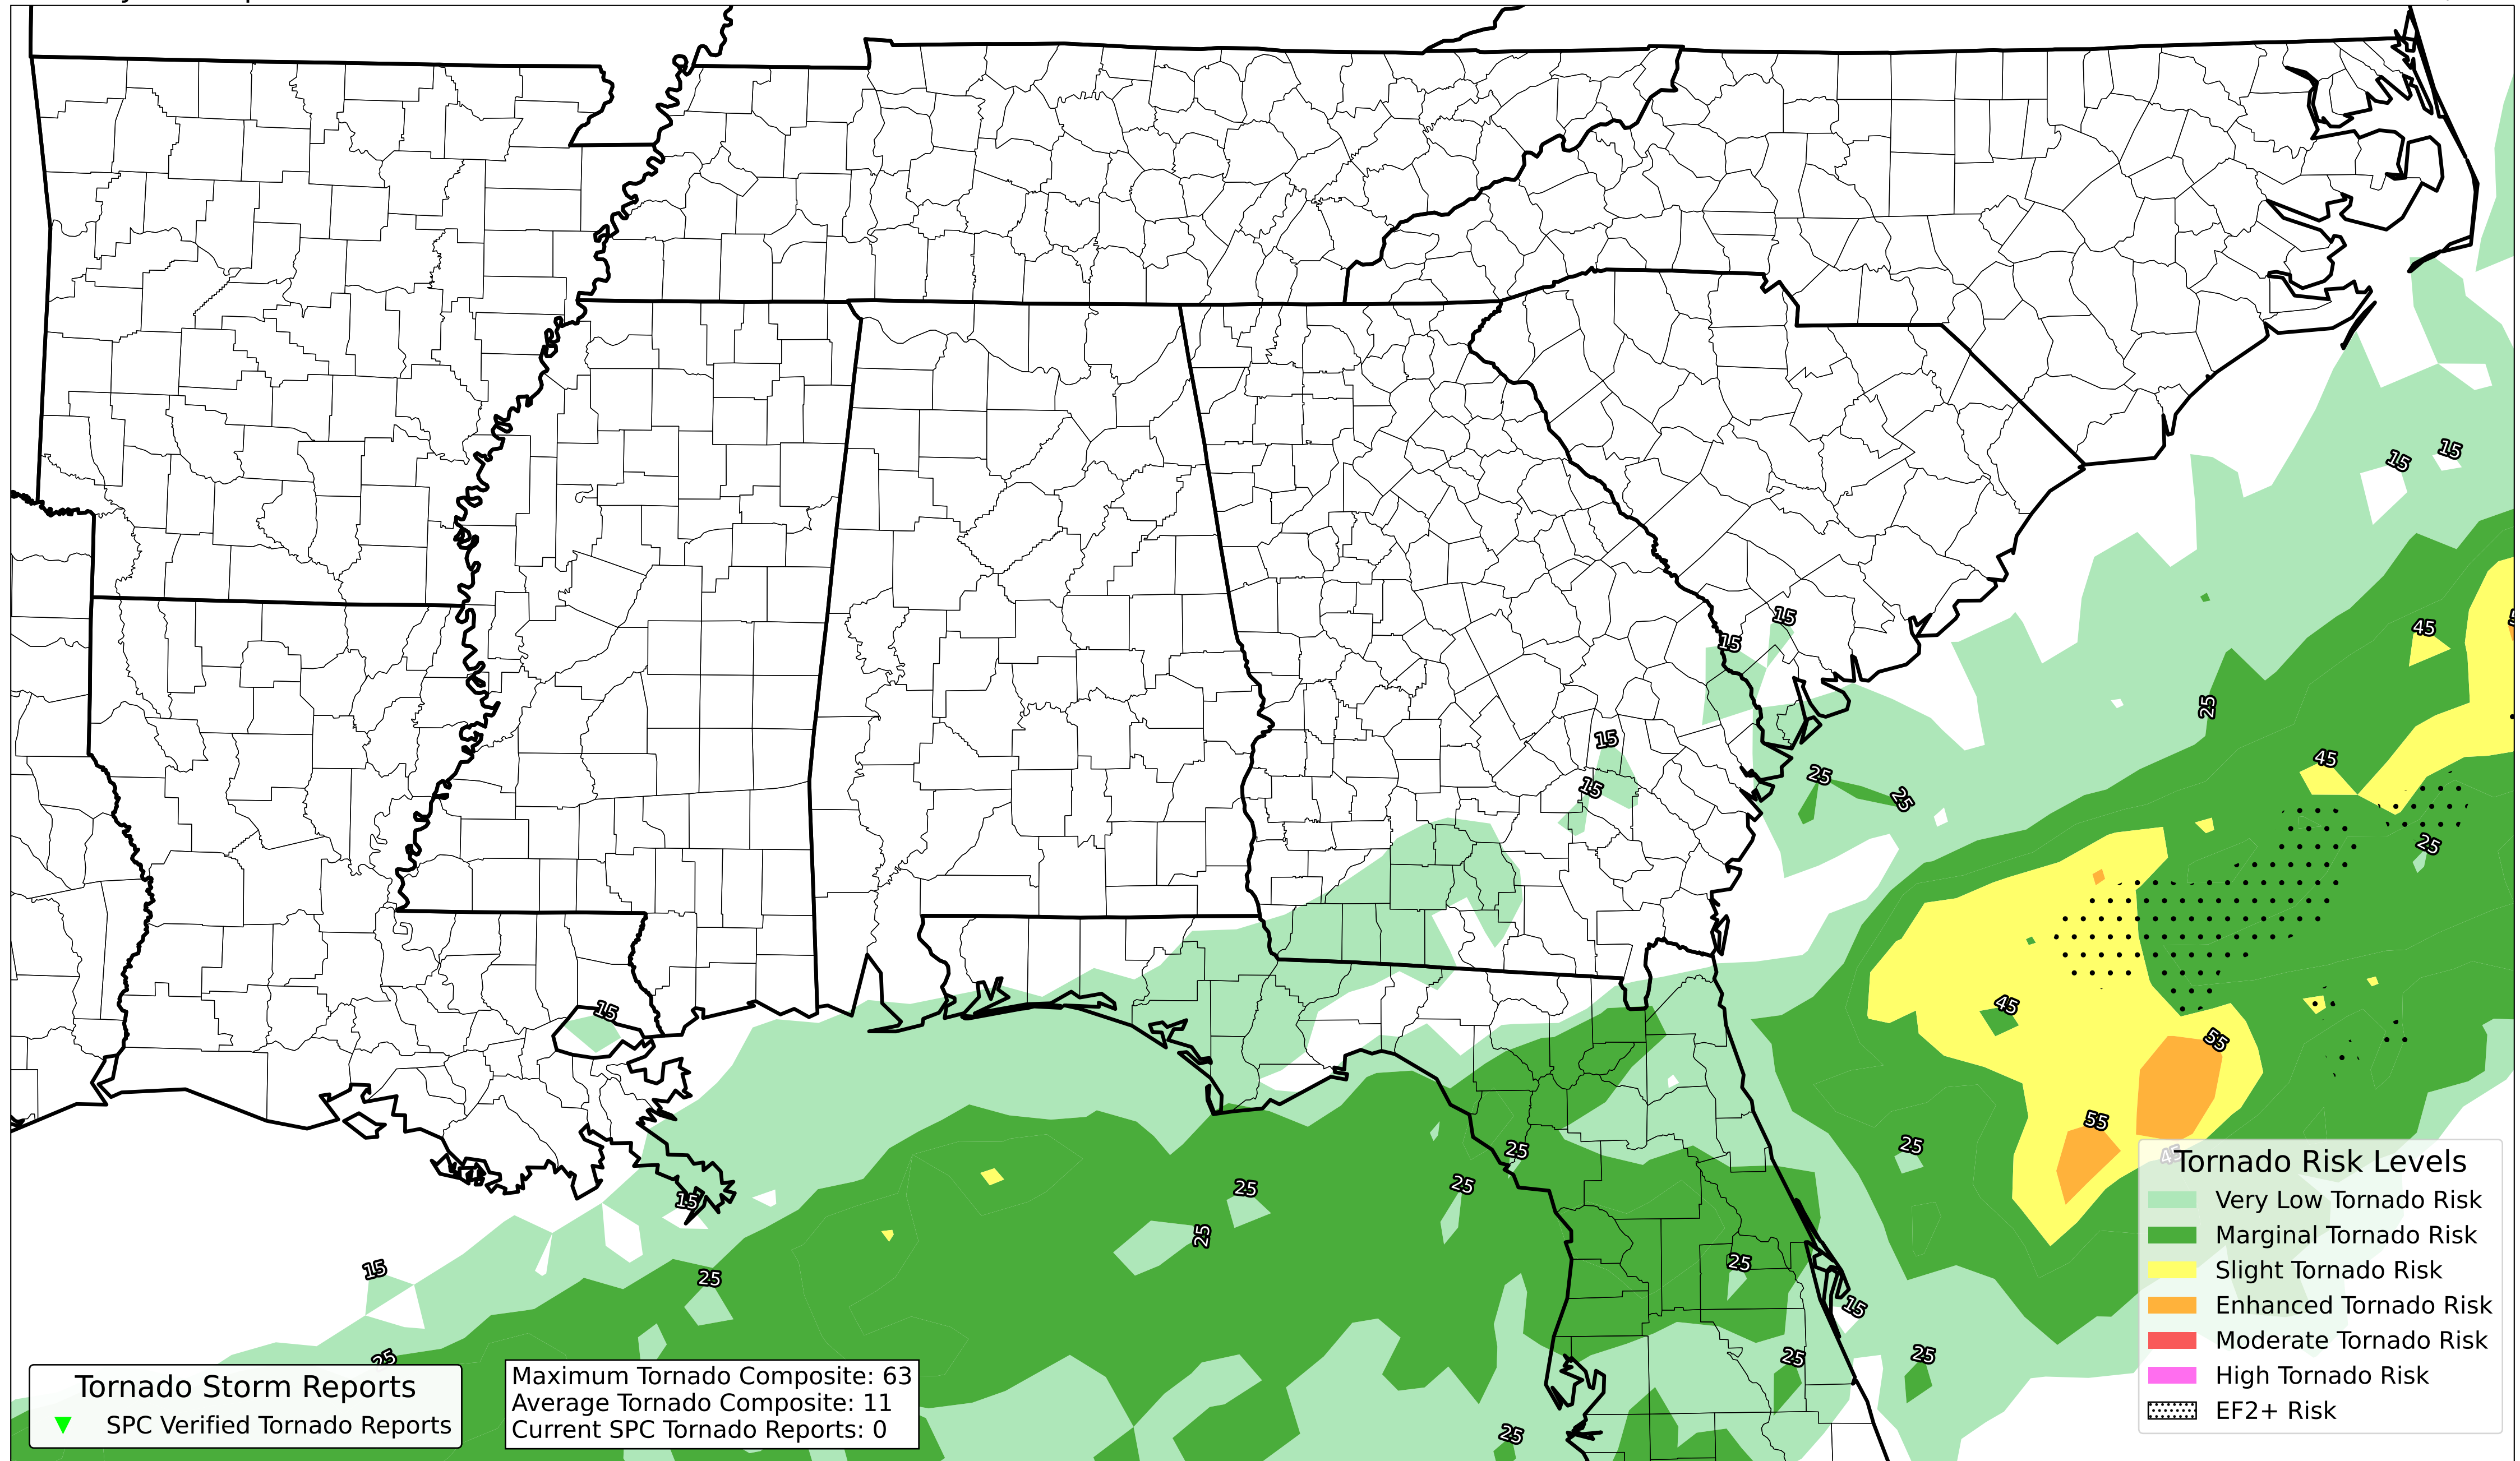 15
15
45
15
15
25
15
45
15
25
25
25
45
15
55
55
25
25
45
25
25
15
25
15
25
25
15
25
25
25
25
Tornado Risk Levels
Very Low Tornado Risk
Marginal Tornado Risk
Slight Tornado Risk
Enhanced Tornado Risk
Moderate Tornado Risk
High Tornado Risk
EF2+ Risk
Tornado Storm Reports
SPC Verified Tornado Reports
Maximum Tornado Composite: 63
Average Tornado Composite: 11
Current SPC Tornado Reports: 0